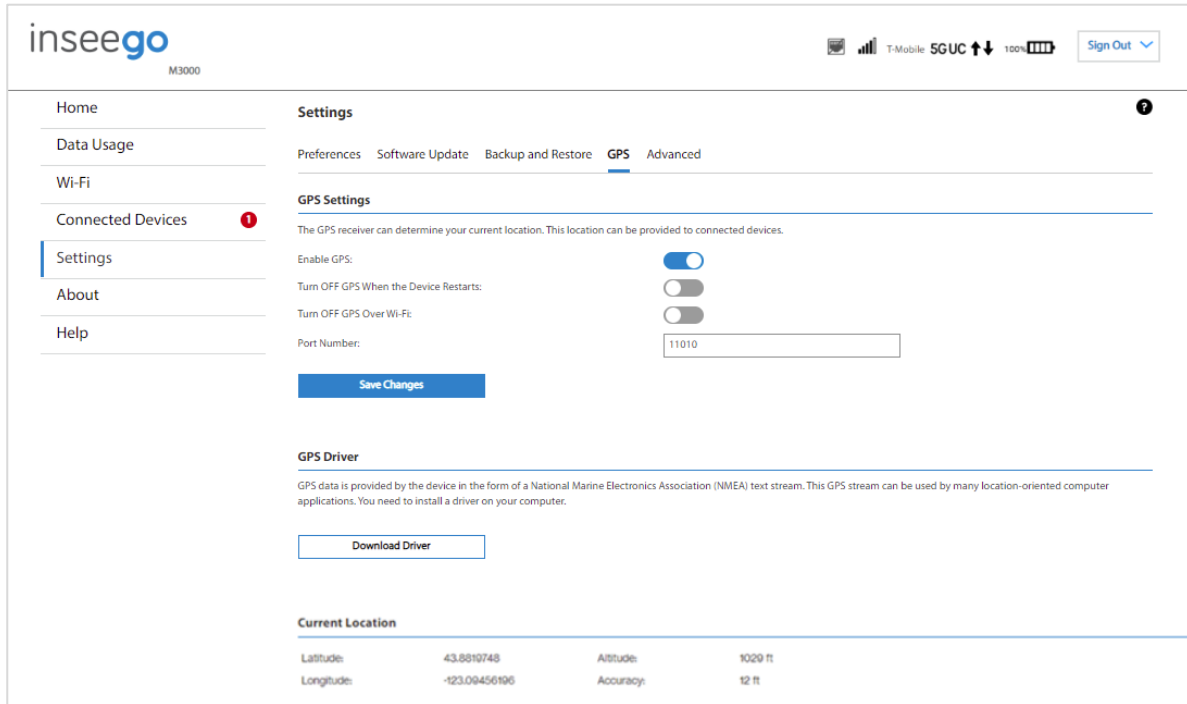 inseego
M3000
T-Mobile 5G UC 100%
Sign Out
Home
Data Usage
Wi-Fi
Connected Devices 1
Settings
About
Help
Settings ?
Preferences Software Update Backup and Restore GPS Advanced
GPS Settings
The GPS receiver can determine your current location. This location can be provided to connected devices.
Enable GPS:
Turn OFF GPS When the Device Restarts:
Turn OFF GPS Over Wi-Fi:
Port Number: 11010
Save Changes
GPS Driver
GPS data is provided by the device in the form of a National Marine Electronics Association (NMEA) text stream. This GPS stream can be used by many location-oriented computer
applications. You need to install a driver on your computer.
Download Driver
Current Location
Latitude: 43.8819748 Altitude: 1029 ft
Longitude: -123.09456196 Accuracy: 12 ft